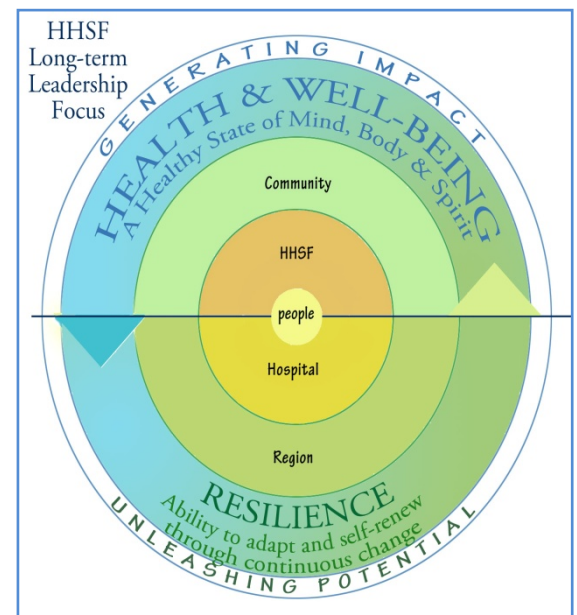 HHSF
Long-term
Leadership
Focus
GENERATING IMPACT
HEALTH & WELL-BEING
A Healthy State of Mind, Body & Spirit
Community
HHSF
people
Hospital
Region
RESILIENCE
Ability to adapt and self-renew
through continuous change
UNLEASHING POTENTIAL